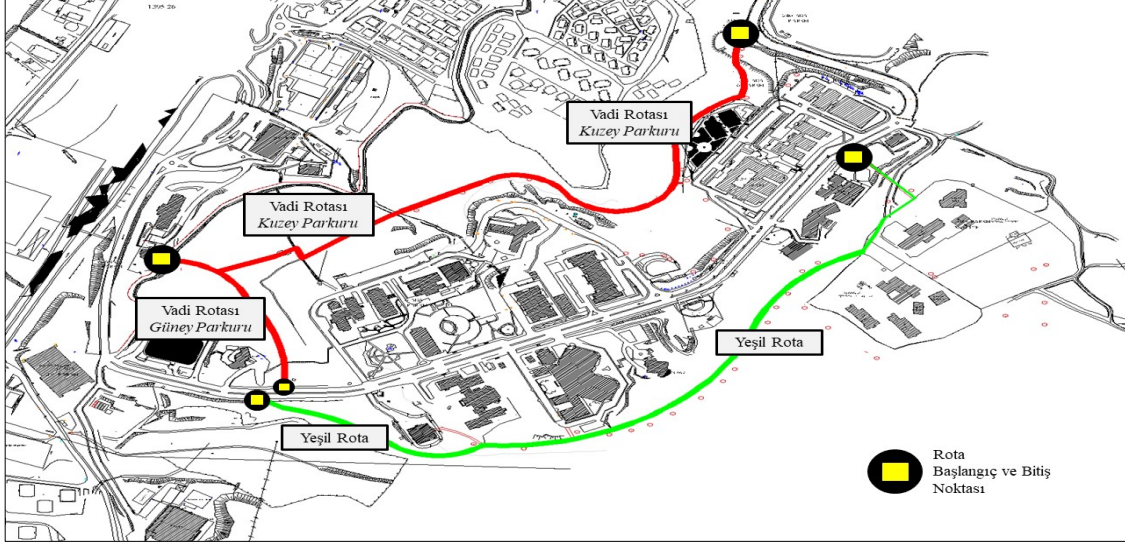 Vadi Rotası
Kuzey Parkuru
Vadi Rotası
Kuzey Parkuru
Vadi Rotası
Güney Parkuru
Yeşil Rota
Yeşil Rota
Rota
Başlangıç ve Bitiş
Noktası